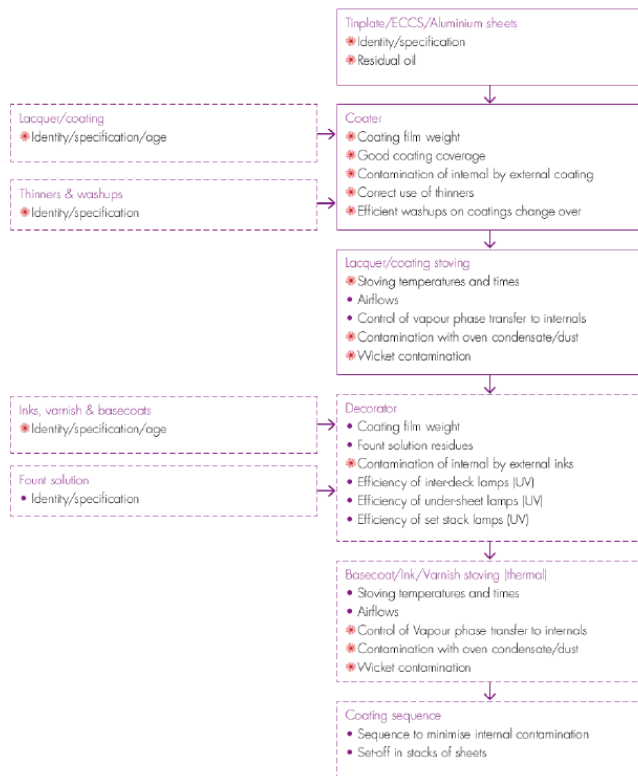 Tinplate/ECCS/Aluminium sheets
Identity/specification
Residual oil
Lacquer/coating
Identity/specification/age
Thinners & washups
Identity/specification
Coater
Coating film weight
Good coating coverage
Contamination of internal by external coating
Correct use of thinners
Efficient washups on coatings change over
Lacquer/coating stoving
Stoving temperatures and times
Airflows
Control of vapour phase transfer to internals
Contamination with oven condensate/dust
Wicket contamination
Inks, varnish & basecoats
Identity/specification/age
Fount solution
Identity/specification
Decorator
Coating film weight
Fount solution residues
Contamination of internal by external inks
Efficiency of inter-deck lamps (UV)
Efficiency of under-sheet lamps (UV)
Efficiency of set stack lamps (UV)
Basecoat/Ink/Varnish stoving (thermal)
Stoving temperatures and times
Airflows
Control of Vapour phase transfer to internals
Contamination with oven condensate/dust
Wicket contamination
Coating sequence
Sequence to minimise internal contamination
Set-off in stacks of sheets